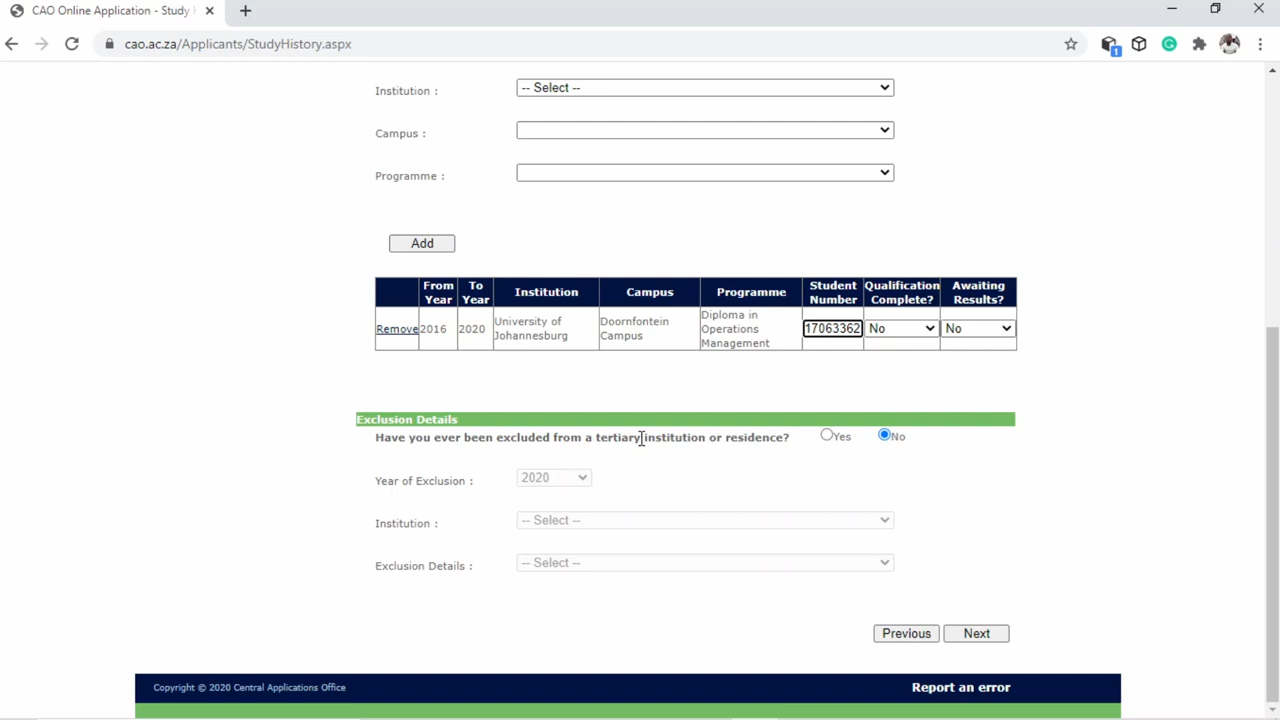 CAO Online Application - Study
cao.ac.za/Applicants/StudyHistory.aspx
1
Institution :
-- Select --
Campus :
Programme :
Add
From Year
To Year
Institution
Campus
Programme
Student Number
Qualification Complete?
Awaiting Results?
Remove
2016
2020
University of
Johannesburg
Doornfontein
Campus
Diploma in
Operations
Management
17063362
No
No
Exclusion Details
Have you ever been excluded from a tertiary institution or residence?
Yes
No
Year of Exclusion :
2020
Institution :
-- Select --
Exclusion Details :
-- Select --
Previous
Next
Copyright © 2020 Central Applications Office
Report an error